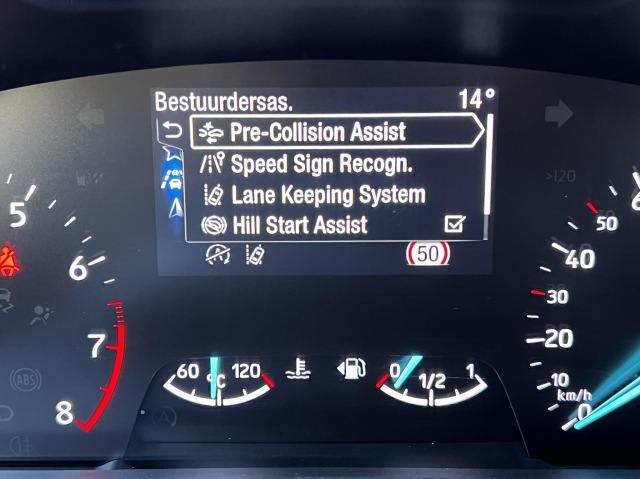 Bestuurdersas. 14°
Pre-Collision Assist
Speed Sign Recogn.
Lane Keeping System
Hill Start Assist
50
5
6
7
8
60 120
°C
0 1/2 1
>120
50
40
30
20
10
km/h
0
ABS
A